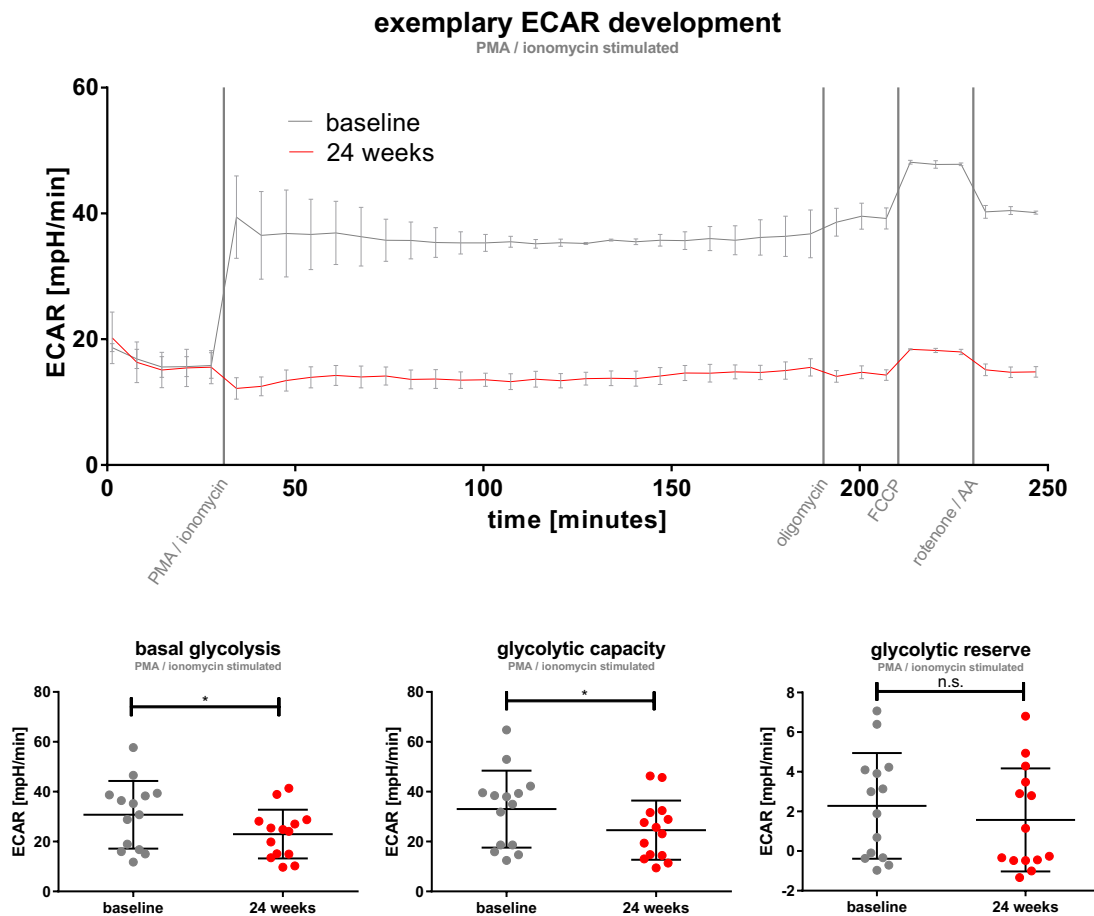 exemplary ECAR development
PMA / ionomycin stimulated
ECAR [mpH/min]
60
40
20
0
baseline
24 weeks
0
50
100
150
200
250
time [minutes]
PMA / ionomycin
oligomycin
FCCP
rotenone / AA
basal glycolysis
PMA / ionomycin stimulated
*
ECAR [mpH/min]
80
60
40
20
0
baseline
24 weeks
glycolytic capacity
PMA / ionomycin stimulated
*
ECAR [mpH/min]
80
60
40
20
0
baseline
24 weeks
glycolytic reserve
PMA / ionomycin stimulated
n.s.
ECAR [mpH/min]
8
6
4
2
0
-2
baseline
24 weeks